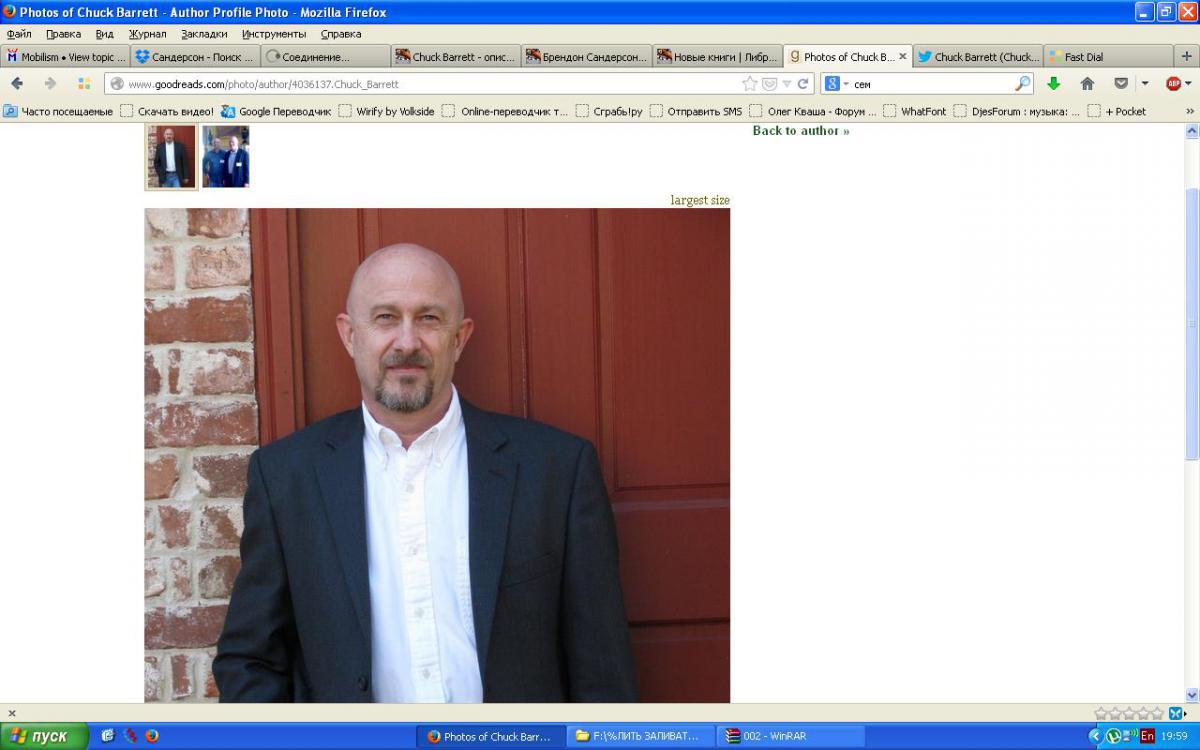 Photos of Chuck Barrett - Author Profile Photo - Mozilla Firefox
Файл Правка Вид Журнал Закладки Инструменты Справка
Mobilism • View topic ... Сандерсон - Поиск ... Соединение... Chuck Barrett - опис... Брендон Сандерсон... Новые книги | Либр... Photos of Chuck B... Chuck Barrett (Chuck... Fast Dial
www.goodreads.com/photo/author/4036137.Chuck_Barrett сем
Часто посещаемые Скачать видео! Google Переводчик Wirify by Volkside Online-переводчик т... Сграбь!ру Отправить SMS Олег Кваша - Форум ... WhatFont DjesForum : музыка: ... + Pocket
Back to author »
largest size
пуск Photos of Chuck Barr... F:\%ЛИТЬ ЗАЛИВАТ... 002 - WinRAR En 19:59